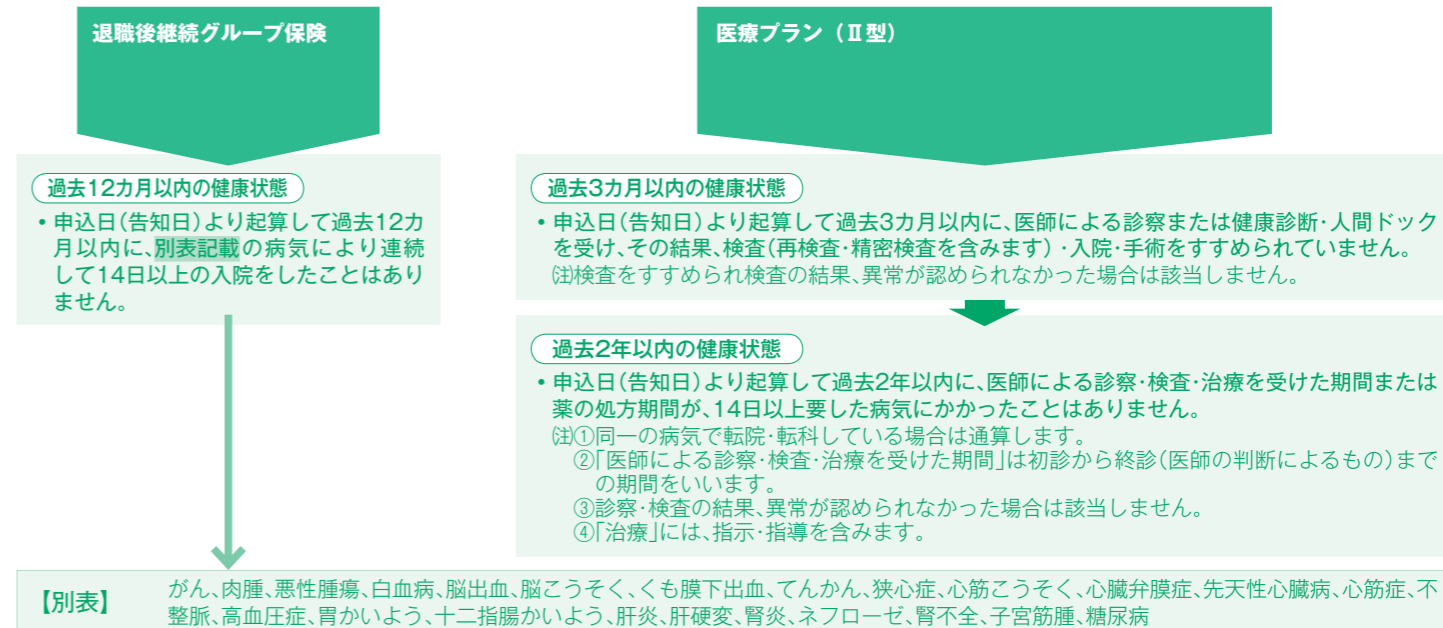 退職後継続グループ保険
過去12カ月以内の健康状態
・申込日(告知日)より起算して過去12カ
月以内に、別表記載の病気により連続
して14日以上の入院をしたことはあり
ません。
医療プラン（Ⅱ型）
過去3カ月以内の健康状態
・申込日(告知日)より起算して過去3カ月以内に、医師による診察または健康診断・人間ドック
を受け、その結果、検査(再検査・精密検査を含みます)・入院・手術をすすめられていません。
㊟検査をすすめられ検査の結果、異常が認められなかった場合は該当しません。
過去2年以内の健康状態
・申込日(告知日)より起算して過去2年以内に、医師による診察・検査・治療を受けた期間または
薬の処方期間が、14日以上要した病気にかかったことはありません。
㊟①同一の病気で転院・転科している場合は通算します。
②「医師による診察・検査・治療を受けた期間」は初診から終診(医師の判断によるもの)まで
の期間をいいます。
③診察・検査の結果、異常が認められなかった場合は該当しません。
④「治療」には、指示・指導を含みます。
【別表】 がん、肉腫、悪性腫瘍、白血病、脳出血、脳こうそく、くも膜下出血、てんかん、狭心症、心筋こうそく、心臓弁膜症、先天性心臓病、心筋症、不
整脈、高血圧症、胃かいよう、十二指腸かいよう、肝炎、肝硬変、腎炎、ネフローゼ、腎不全、子宮筋腫、糖尿病